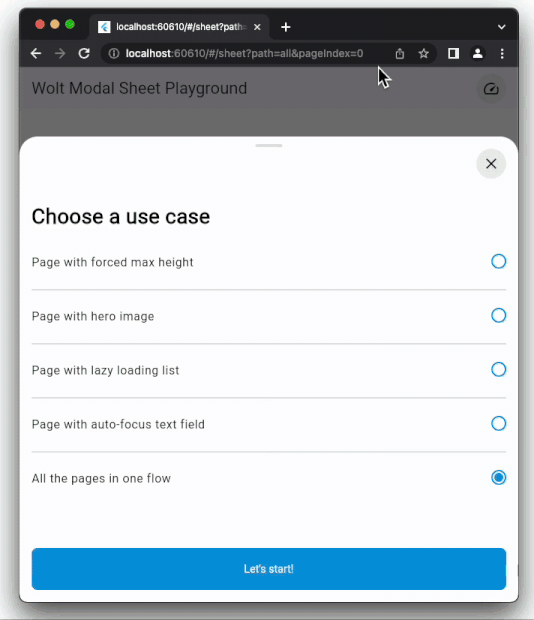 localhost:60610/#/sheet?path=
localhost:60610/#/sheet?path=all&pageIndex=0
Wolt Modal Sheet Playground
Choose a use case
Page with forced max height
Page with hero image
Page with lazy loading list
Page with auto-focus text field
All the pages in one flow
Let's start!